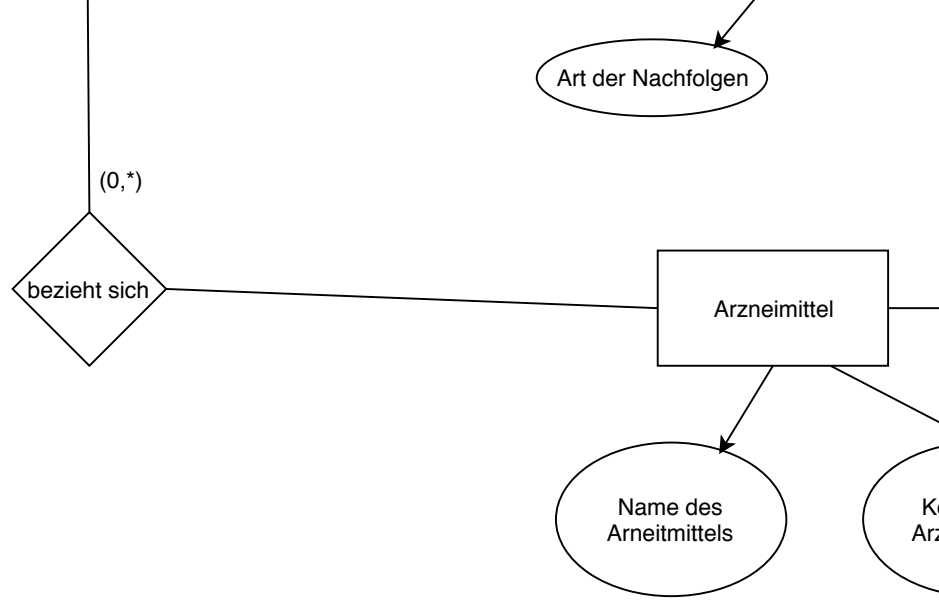 Art der Nachfolgen
(0,*)
bezieht sich
Arzneimittel
Name des
Arneitmittels